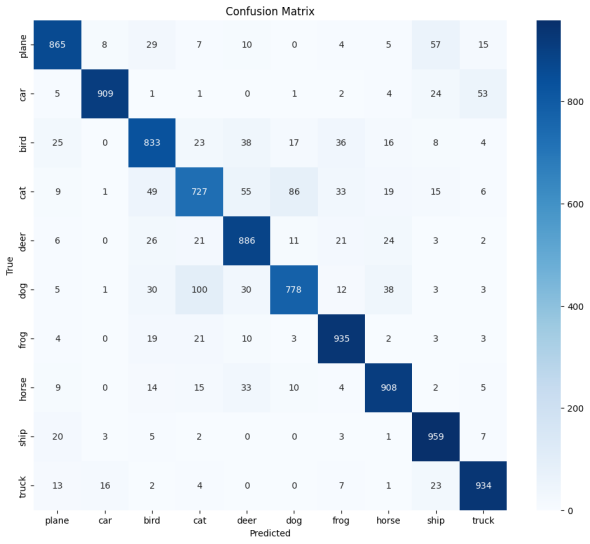 Confusion Matrix
plane 865 8 29 7 10 0 4 5 57 15
car 5 909 1 1 0 1 2 4 24 53
bird 25 0 833 23 38 17 36 16 8 4
cat 9 1 49 727 55 86 33 19 15 6
deer 6 0 26 21 886 11 21 24 3 2
dog 5 1 30 100 30 778 12 38 3 3
frog 4 0 19 21 10 3 935 2 3 3
horse 9 0 14 15 33 10 4 908 2 5
ship 20 3 5 2 0 0 3 1 959 7
truck 13 16 2 4 0 0 7 1 23 934
plane car bird cat deer dog frog horse ship truck
Predicted
True
800
600
400
200
0